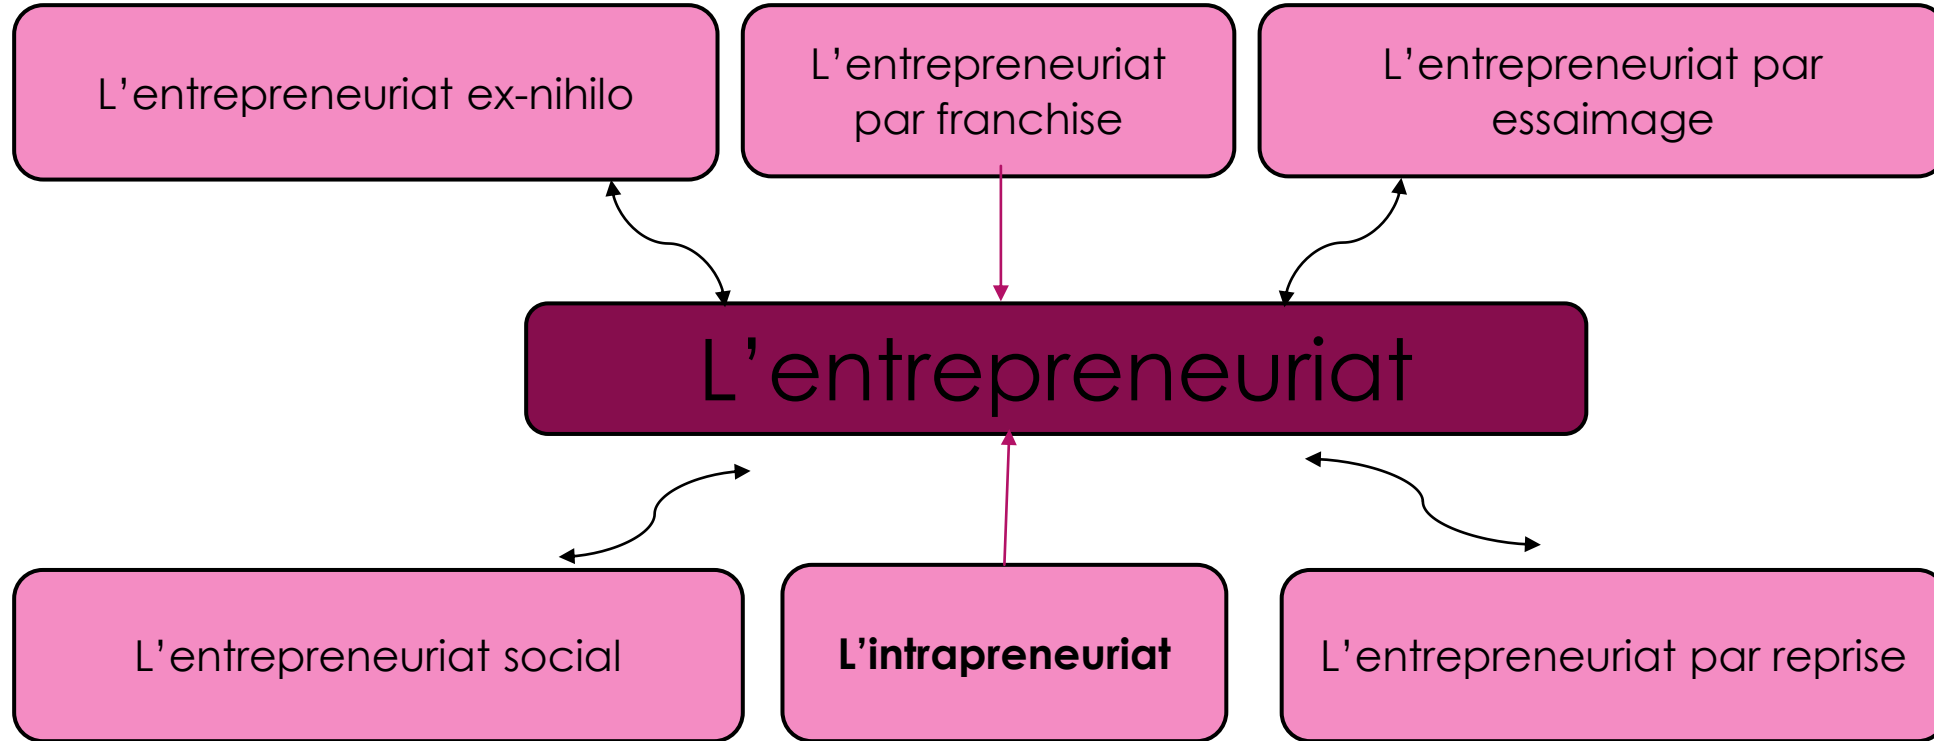 L’entrepreneuriat ex-nihilo
L’entrepreneuriat
par franchise
L’entrepreneuriat par
essaimage
L’entrepreneuriat
L’entrepreneuriat social
L’intrapreneuriat
L’entrepreneuriat par reprise